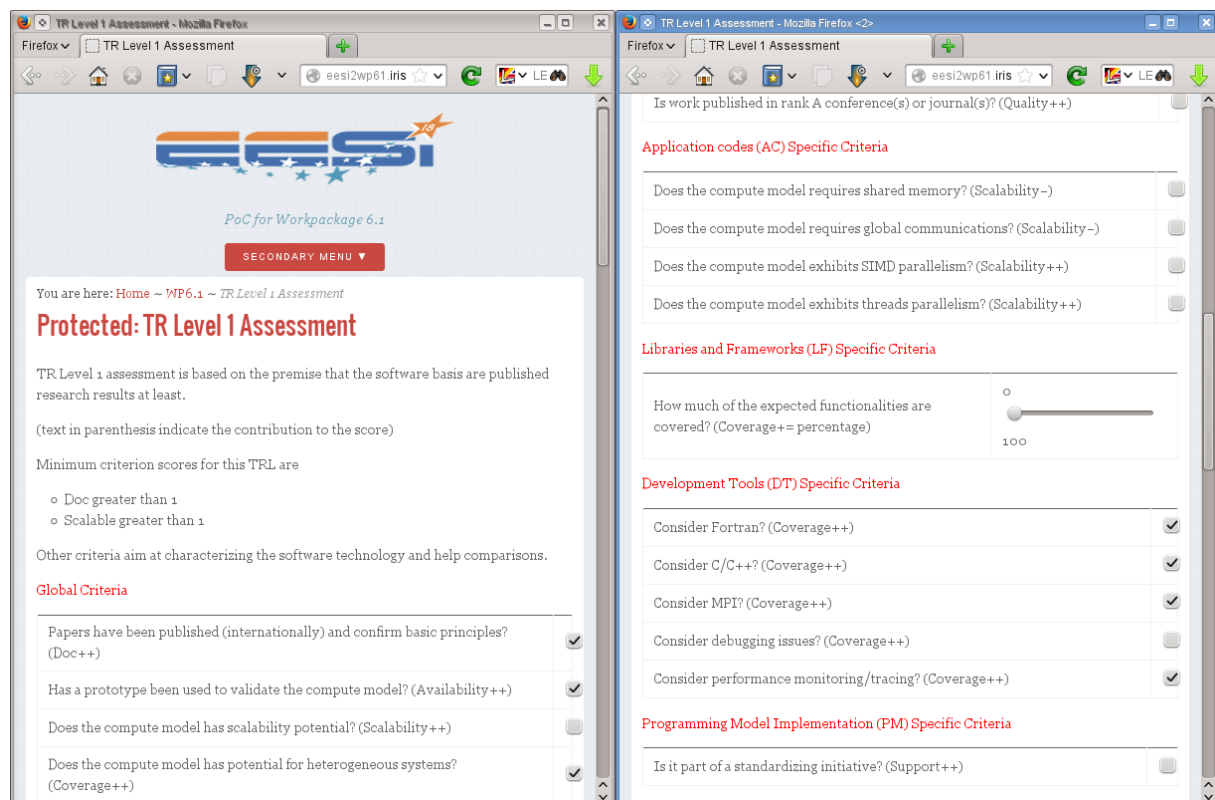 TR Level 1 Assessment - Mozilla Firefox
Firefox
TR Level 1 Assessment
eesi2wp61.iris
LE
EESI
PoC for Workpackage 6.1
SECONDARY MENU ▼
You are here: Home ~ WP6.1 ~ TR Level 1 Assessment
Protected: TR Level 1 Assessment
TR Level 1 assessment is based on the premise that the software basis are published
research results at least.
(text in parenthesis indicate the contribution to the score)
Minimum criterion scores for this TRL are
Doc greater than 1
Scalable greater than 1
Other criteria aim at characterizing the software technology and help comparisons.
Global Criteria
Papers have been published (internationally) and confirm basic principles?
(Doc++)
Has a prototype been used to validate the compute model? (Availability++)
Does the compute model has scalability potential? (Scalability++)
Does the compute model has potential for heterogeneous systems?
(Coverage++)
TR Level 1 Assessment - Mozilla Firefox <2>
Firefox
TR Level 1 Assessment
eesi2wp61.iris
LE
Is work published in rank A conference(s) or journal(s)? (Quality++)
Application codes (AC) Specific Criteria
Does the compute model requires shared memory? (Scalability–)
Does the compute model requires global communications? (Scalability–)
Does the compute model exhibits SIMD parallelism? (Scalability++)
Does the compute model exhibits threads parallelism? (Scalability++)
Libraries and Frameworks (LF) Specific Criteria
How much of the expected functionalities are
covered? (Coverage+= percentage)
0
100
Development Tools (DT) Specific Criteria
Consider Fortran? (Coverage++)
Consider C/C++? (Coverage++)
Consider MPI? (Coverage++)
Consider debugging issues? (Coverage++)
Consider performance monitoring/tracing? (Coverage++)
Programming Model Implementation (PM) Specific Criteria
Is it part of a standardizing initiative? (Support++)